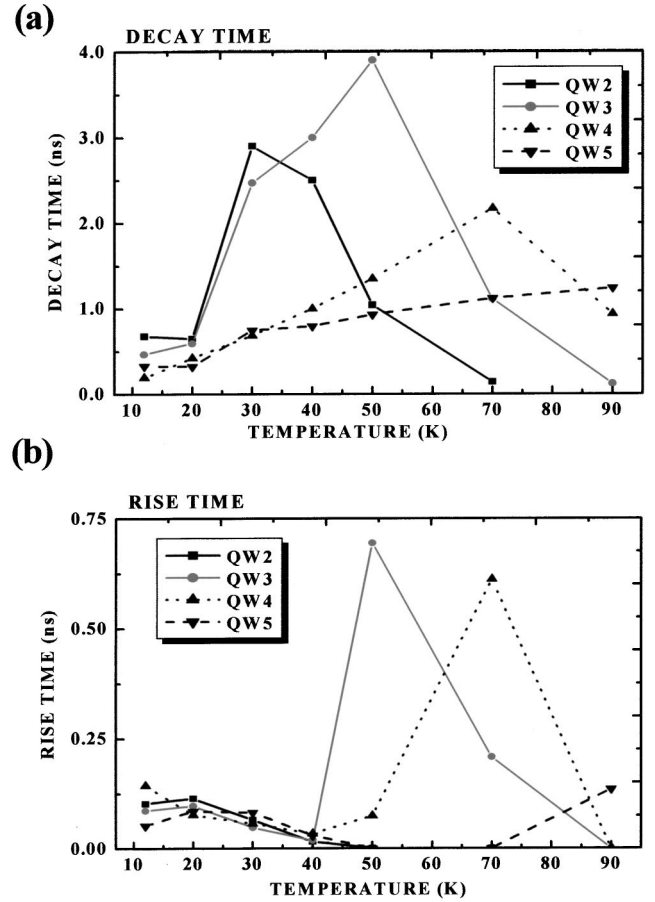 (a)
DECAY TIME
4.0
3.0
2.0
1.0
0.0
DECAY TIME (ns)
QW2
QW3
QW4
QW5
10 20 30 40 50 60 70 80 90
TEMPERATURE (K)
(b)
RISE TIME
0.75
0.50
0.25
0.00
RISE TIME (ns)
QW2
QW3
QW4
QW5
10 20 30 40 50 60 70 80 90
TEMPERATURE (K)